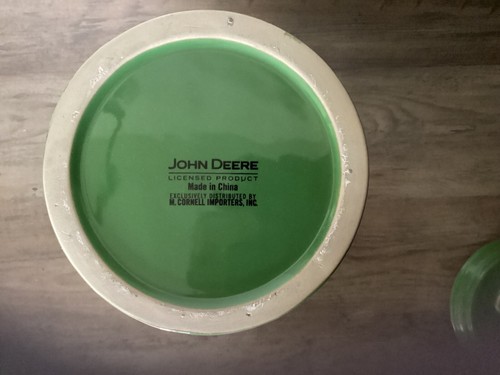 JOHN DEERE
LICENSED PRODUCT
Made in China
EXCLUSIVELY DISTRIBUTED BY
M. CORNELL IMPORTERS, INC.